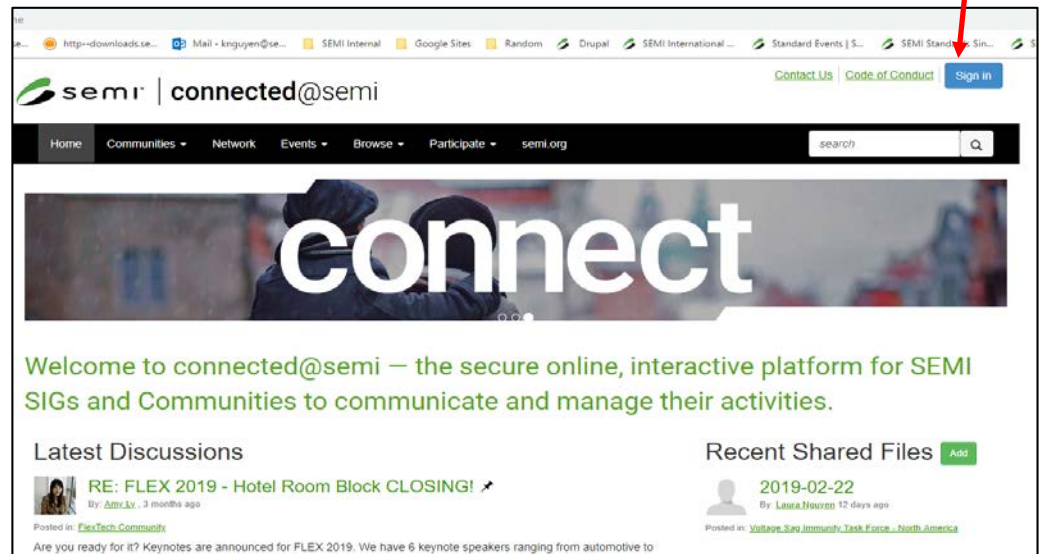 http--downloads.se... Mail - knguyen@se... SEMI Internal Google Sites Random Drupal SEMI International ... Standard Events | S... SEMI Standards Sin...
Contact Us Code of Conduct Sign in
semi | connected@semi
Home Communities Network Events Browse Participate semi.org search
connect
Welcome to connected@semi — the secure online, interactive platform for SEMI
SIGs and Communities to communicate and manage their activities.
Latest Discussions
RE: FLEX 2019 - Hotel Room Block CLOSING!
By: Amy Ly , 3 months ago
Posted in: FlexTech Community
Are you ready for it? Keynotes are announced for FLEX 2019. We have 6 keynote speakers ranging from automotive to
Recent Shared Files Add
2019-02-22
By Laura Nguyen 12 days ago
Posted in: Voltage Sag Immunity Task Force - North America